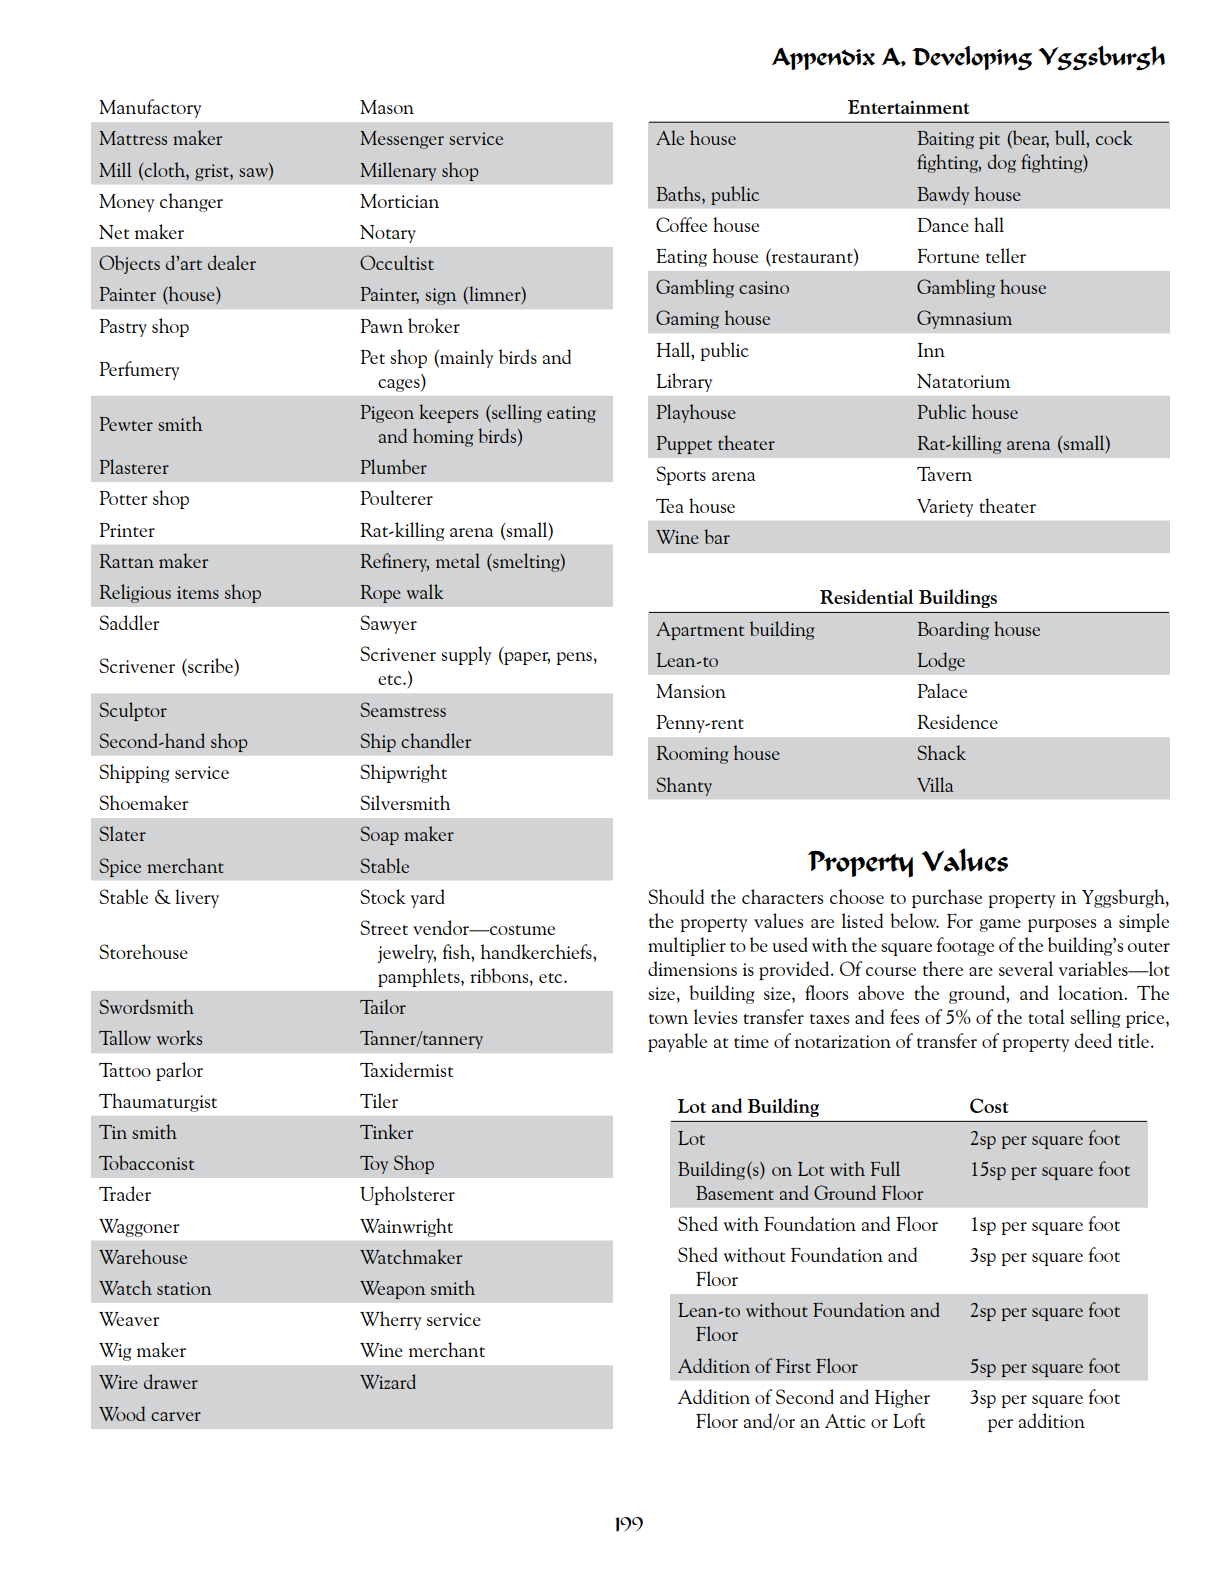 Appendix A, Developing Yggsburgh
Manufactory Mason
Mattress maker Messenger service
Mill (cloth, grist, saw) Millenary shop
Money changer Mortician
Net maker Notary
Objects d'art dealer Occultist
Painter (house) Painter, sign (limner)
Pastry shop Pawn broker
Perfumery Pet shop (mainly birds and
cages)
Pewter smith Pigeon keepers (selling eating
and homing birds)
Plasterer Plumber
Potter shop Poulterer
Printer Rat-killing arena (small)
Rattan maker Refinery, metal (smelting)
Religious items shop Rope walk
Saddler Sawyer
Scrivener (scribe) Scrivener supply (paper, pens,
etc.)
Sculptor Seamstress
Second-hand shop Ship chandler
Shipping service Shipwright
Shoemaker Silversmith
Slater Soap maker
Spice merchant Stable
Stable & livery Stock yard
Storehouse Street vendor—costume
jewelry, fish, handkerchiefs,
pamphlets, ribbons, etc.
Swordsmith Tailor
Tallow works Tanner/tannery
Tattoo parlor Taxidermist
Thaumaturgist Tiler
Tin smith Tinker
Tobacconist Toy Shop
Trader Upholsterer
Waggoner Wainwright
Warehouse Watchmaker
Watch station Weapon smith
Weaver Wherry service
Wig maker Wine merchant
Wire drawer Wizard
Wood carver
Entertainment
Ale house Baiting pit (bear, bull, cock
fighting, dog fighting)
Baths, public Bawdy house
Coffee house Dance hall
Eating house (restaurant) Fortune teller
Gambling casino Gambling house
Gaming house Gymnasium
Hall, public Inn
Library Natatorium
Playhouse Public house
Puppet theater Rat-killing arena (small)
Sports arena Tavern
Tea house Variety theater
Wine bar
Residential Buildings
Apartment building Boarding house
Lean-to Lodge
Mansion Palace
Penny-rent Residence
Rooming house Shack
Shanty Villa
Property Values
Should the characters choose to purchase property in Yggsburgh,
the property values are listed below. For game purposes a simple
multiplier to be used with the square footage of the building's outer
dimensions is provided. Of course there are several variables—lot
size, building size, floors above the ground, and location. The
town levies transfer taxes and fees of 5% of the total selling price,
payable at time of notarization of transfer of property deed title.
Lot and Building Cost
Lot 2sp per square foot
Building(s) on Lot with Full 15sp per square foot
Basement and Ground Floor
Shed with Foundation and Floor 1sp per square foot
Shed without Foundation and 3sp per square foot
Floor
Lean-to without Foundation and 2sp per square foot
Floor
Addition of First Floor 5sp per square foot
Addition of Second and Higher 3sp per square foot
Floor and/or an Attic or Loft per addition
199